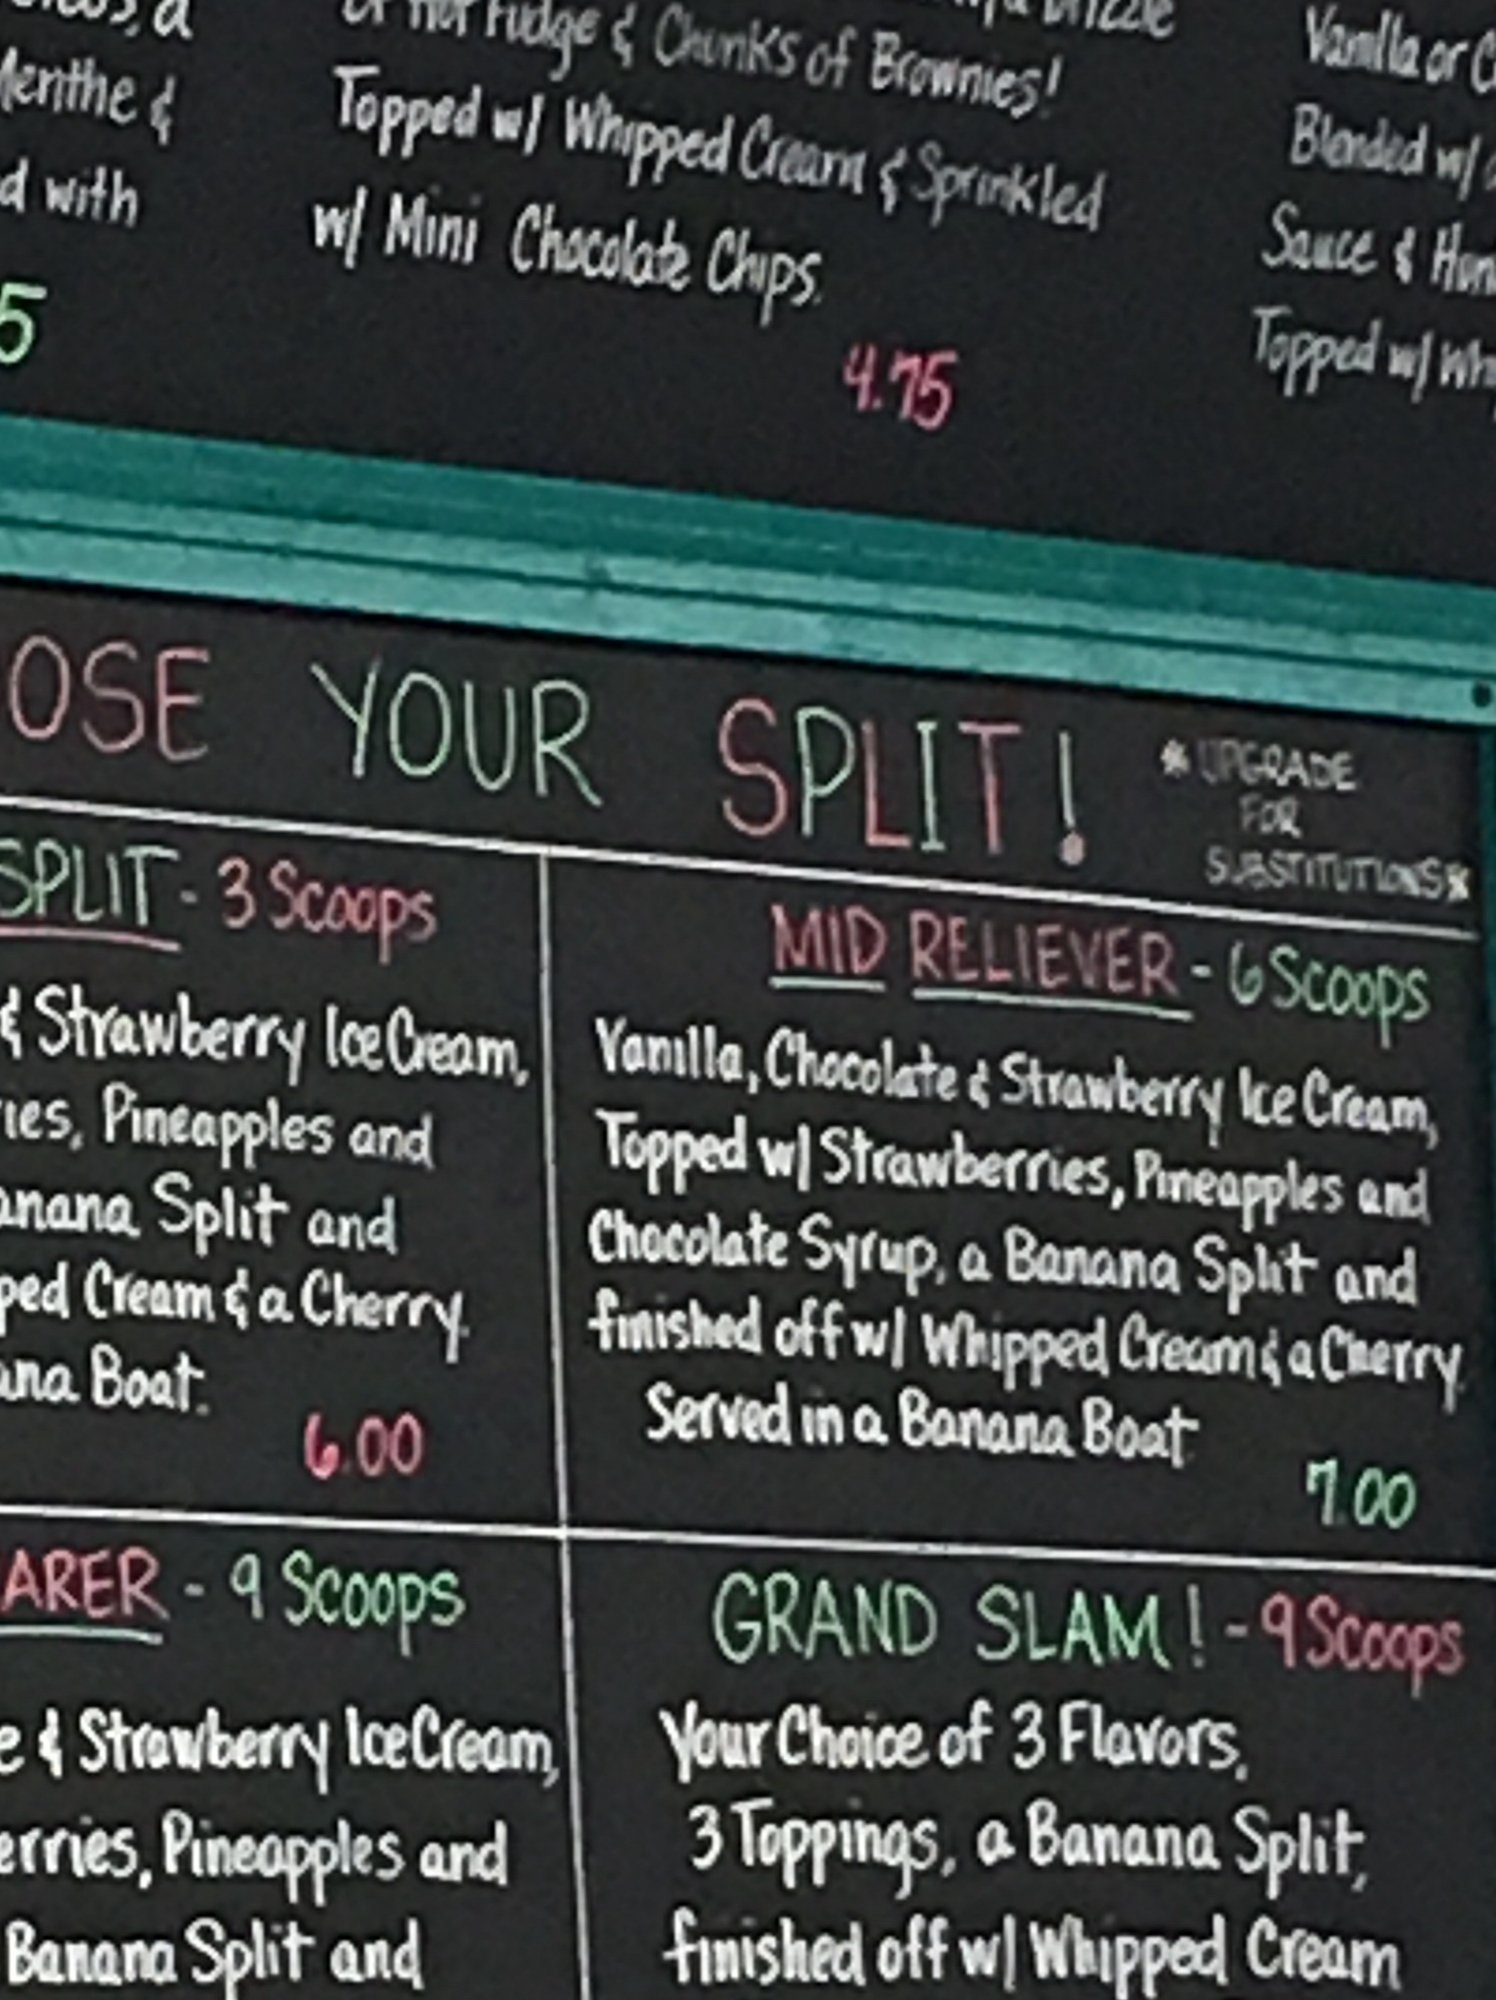 Menthe &
d with
5
of Hot Fudge & Chunks of Brownies!
Topped w/ Whipped Cream & Sprinkled
w/ Mini Chocolate Chips.
4.75
Vanilla or
Blended w/
Sauce &
Topped w/
OSE YOUR SPLIT!
* UPGRADE
FOR
SUBSTITUTIONS *
SPLIT - 3 Scoops
& Strawberry Ice Cream,
ries, Pineapples and
anana Split and
ped Cream & a Cherry.
ana Boat.
6.00
MID RELIEVER - 6 Scoops
Vanilla, Chocolate & Strawberry Ice Cream,
Topped w/ Strawberries, Pineapples and
Chocolate Syrup, a Banana Split and
finished off w/ Whipped Cream & a Cherry.
Served in a Banana Boat.
7.00
ARER - 9 Scoops
e & Strawberry Ice Cream,
erries, Pineapples and
Banana Split and
GRAND SLAM! - 9 Scoops
Your Choice of 3 Flavors,
3 Toppings, a Banana Split,
finished off w/ Whipped Cream